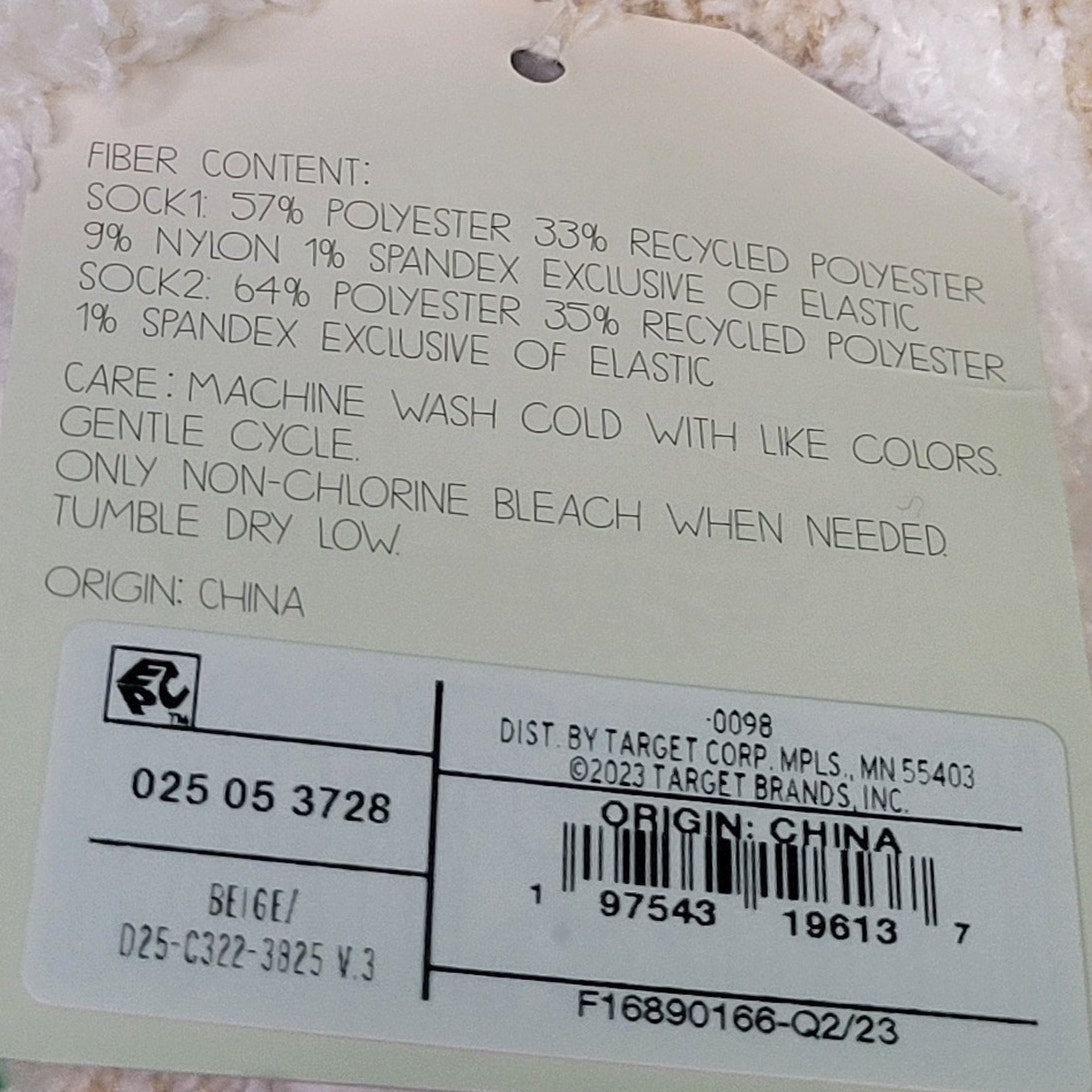 FIBER CONTENT:
SOCK1: 57% POLYESTER 33% RECYCLED POLYESTER
9% NYLON 1% SPANDEX EXCLUSIVE OF ELASTIC
SOCK2: 64% POLYESTER 35% RECYCLED POLYESTER
1% SPANDEX EXCLUSIVE OF ELASTIC
CARE: MACHINE WASH COLD WITH LIKE COLORS.
GENTLE CYCLE.
ONLY NON-CHLORINE BLEACH WHEN NEEDED.
TUMBLE DRY LOW.
ORIGIN: CHINA
EPC TM
025 05 3728
BEIGE/
D25-C322-3825 V.3
-0098
DIST. BY TARGET CORP. MPLS., MN 55403
©2023 TARGET BRANDS, INC.
ORIGIN: CHINA
1 97543 19613 7
F16890166-Q2/23